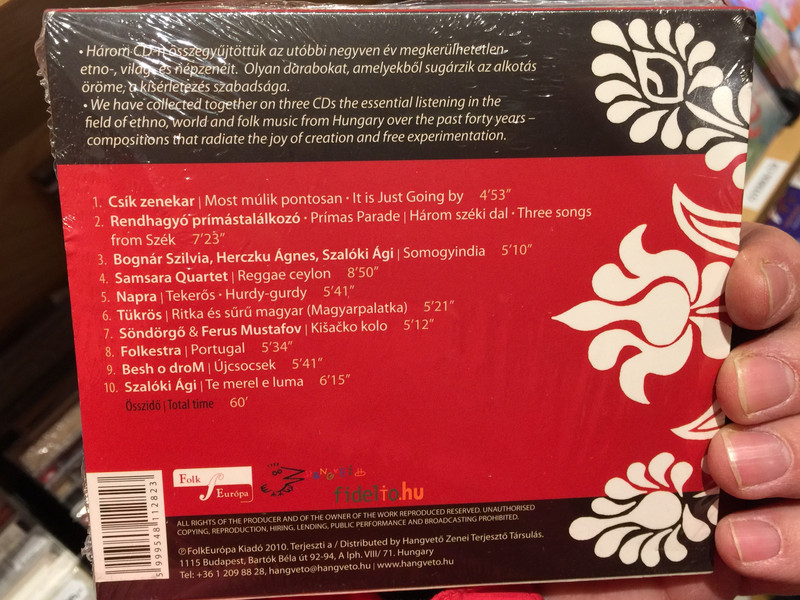 • Három CD-n összegyűjtöttük az utóbbi negyven év megkerülhetetlen
etno-, világ- és népzenéit. Olyan darabokat, amelyekből sugárzik az alkotás
öröme, a kísérletezés szabadsága.
• We have collected together on three CDs the essential listening in the
field of ethno, world and folk music from Hungary over the past forty years –
compositions that radiate the joy of creation and free experimentation.
1. Csík zenekar | Most múlik pontosan • It is Just Going by 4'53"
2. Rendhagyó prímástalálkozó • Prímas Parade | Három széki dal • Three songs
from Szék 7'23"
3. Bognár Szilvia, Herczku Ágnes, Szalóki Ági | Somogyindia 5'10"
4. Samsara Quartet | Reggae ceylon 8'50"
5. Napra | Tekerős • Hurdy-gurdy 5'41"
6. Tükrös | Ritka és sűrű magyar (Magyarpalatka) 5'21"
7. Söndörgő & Ferus Mustafov | Kišačko kolo 5'12"
8. Folkestra | Portugal 5'34"
9. Besh o droM | Újcsocsek 5'41"
10. Szalóki Ági | Te merel e luma 6'15"
Összidő | Total time 60'
Folk
Európa
fidelio.hu
ALL RIGHTS OF THE PRODUCER AND OF THE OWNER OF THE WORK REPRODUCED RESERVED. UNAUTHORISED
COPYING, REPRODUCTION, HIRING, LENDING, PUBLIC PERFORMANCE AND BROADCASTING PROHIBITED.
℗FolkEurópa Kiadó 2010. Terjeszti a / Distributed by Hangvető Zenei Terjesztő Társulás.
1115 Budapest, Bartók Béla út 92-94, A lph. VIII/ 71. Hungary
Tel: +36 1 209 88 28, hangveto@hangveto.hu | www.hangveto.hu
5 999548 112823